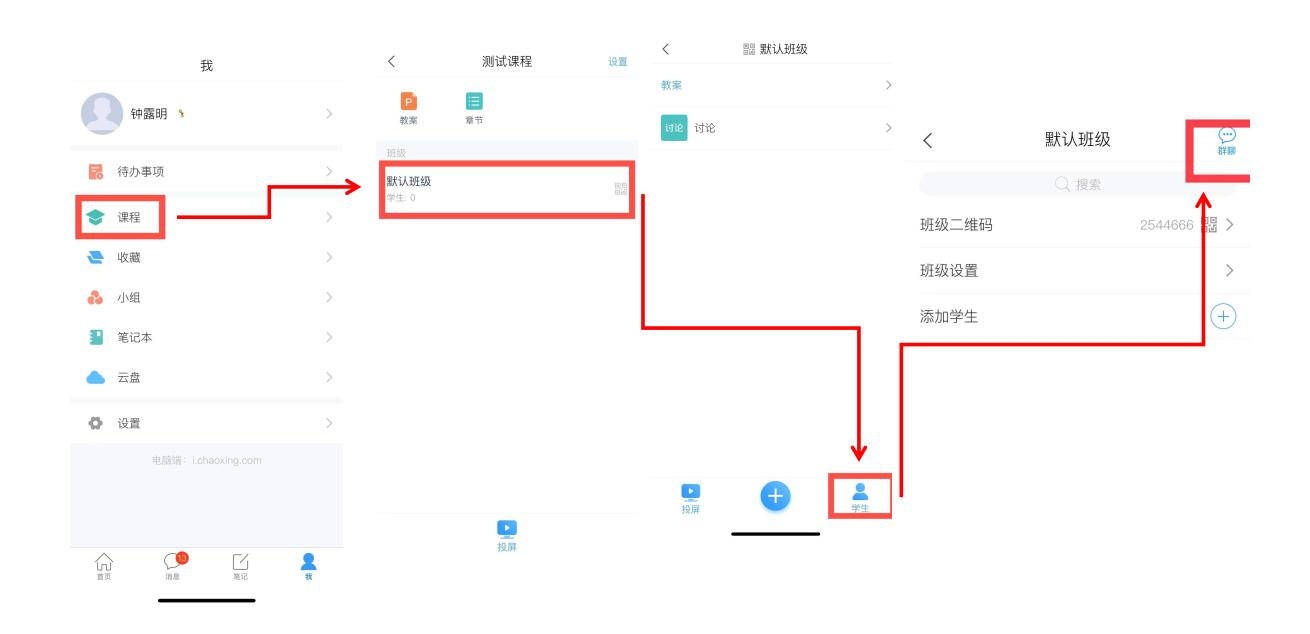 我
钟露明
待办事项
课程
收藏
小组
笔记本
云盘
设置
电脑端：i.chaoxing.com
首页
13
消息
笔记
我
测试课程
设置
P
教案
章节
班级
默认班级
学生: 0
投屏
默认班级
教案
讨论
讨论
投屏
学生
默认班级
群聊
搜索
班级二维码
2544666
班级设置
添加学生